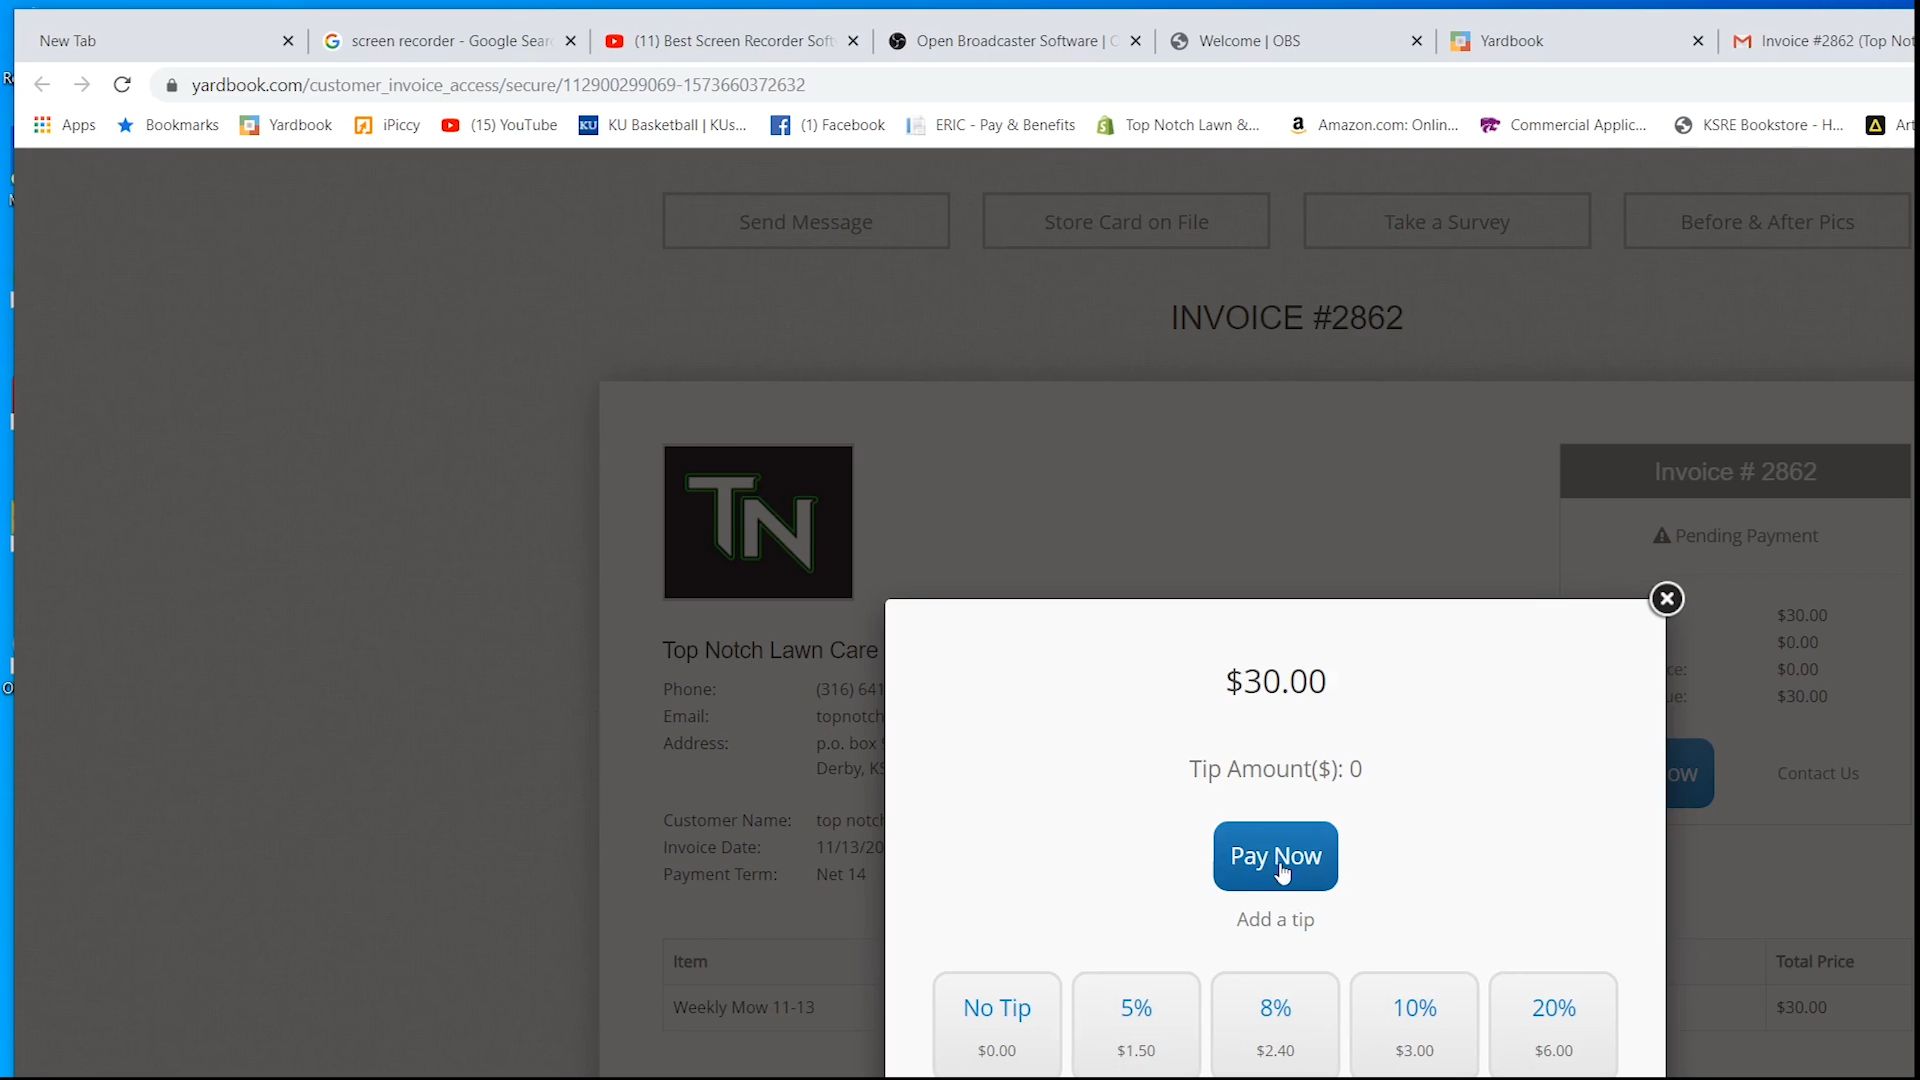 New Tab
screen recorder - Google Sear
(11) Best Screen Recorder Soft
Open Broadcaster Software | C
Welcome | OBS
Yardbook
Invoice #2862 (Top Not
yardbook.com/customer_invoice_access/secure/112900299069-1573660372632
Apps
Bookmarks
Yardbook
iPiccy
(15) YouTube
KU Basketball | KUs...
(1) Facebook
ERIC - Pay & Benefits
Top Notch Lawn &...
Amazon.com: Onlin...
Commercial Applic...
KSRE Bookstore - H...
Art
Send Message
Store Card on File
Take a Survey
Before & After Pics
INVOICE #2862
TN
Invoice # 2862
Pending Payment
$30.00
$0.00
ce: $0.00
ue: $30.00
ow
Contact Us
Top Notch Lawn Care
Phone: (316) 641
Email: topnotch
Address: p.o. box
Derby, KS
Customer Name: top notch
Invoice Date: 11/13/20
Payment Term: Net 14
Item
Total Price
Weekly Mow 11-13
$30.00
$30.00
Tip Amount($): 0
Pay Now
Add a tip
No Tip
$0.00
5%
$1.50
8%
$2.40
10%
$3.00
20%
$6.00